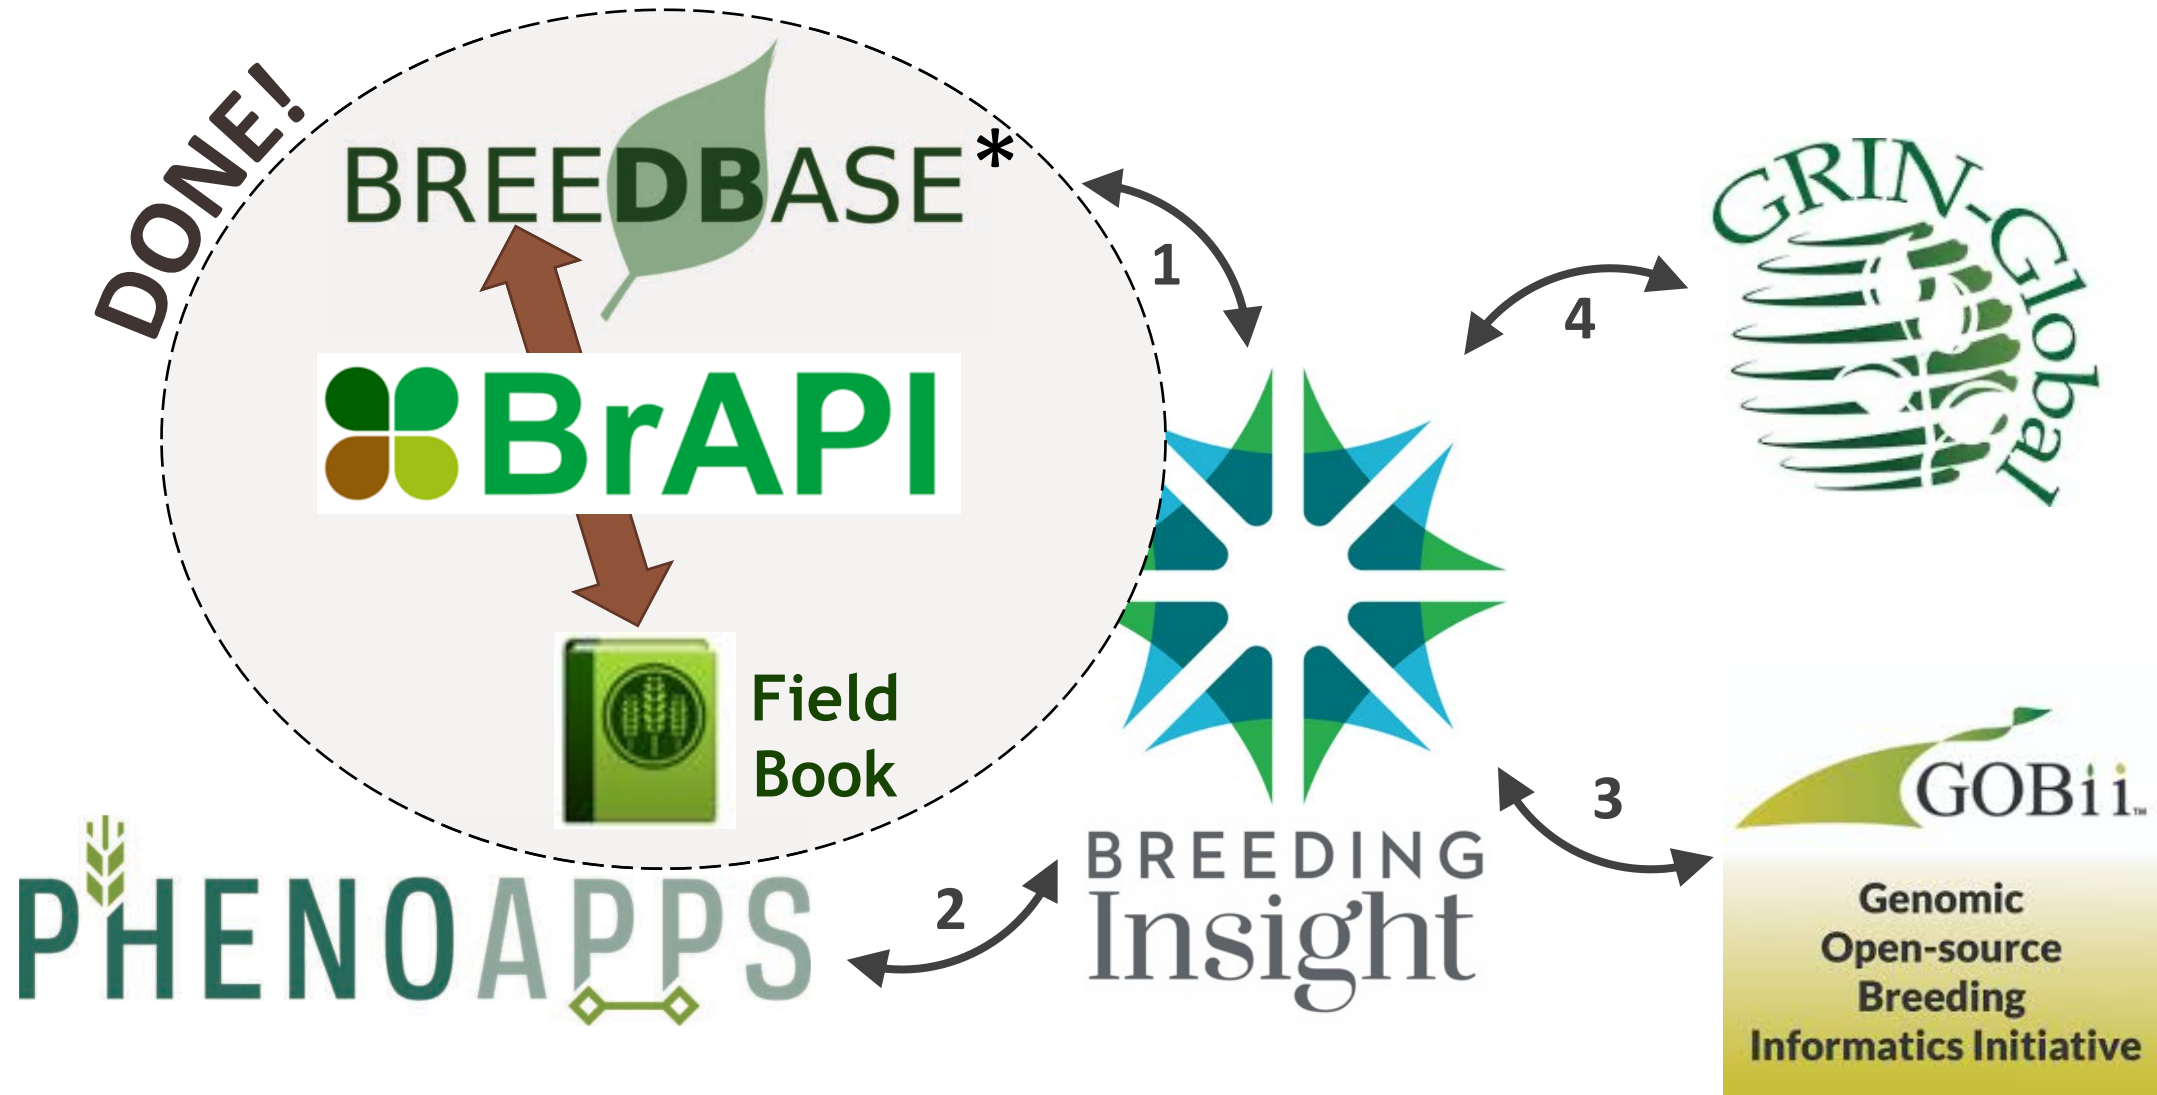 DONE!
BREEDBASE*
BrAPI
Field
Book
PHENOAPPS
1
2
3
4
BREEDING
Insight
GRIN-Global
GOBii™
Genomic
Open-source
Breeding
Informatics Initiative